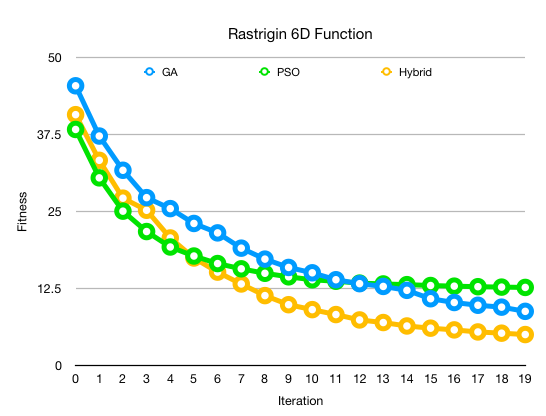 Rastrigin 6D Function
GA PSO Hybrid
50
37.5
25
12.5
0
Fitness
0 1 2 3 4 5 6 7 8 9 10 11 12 13 14 15 16 17 18 19
Iteration